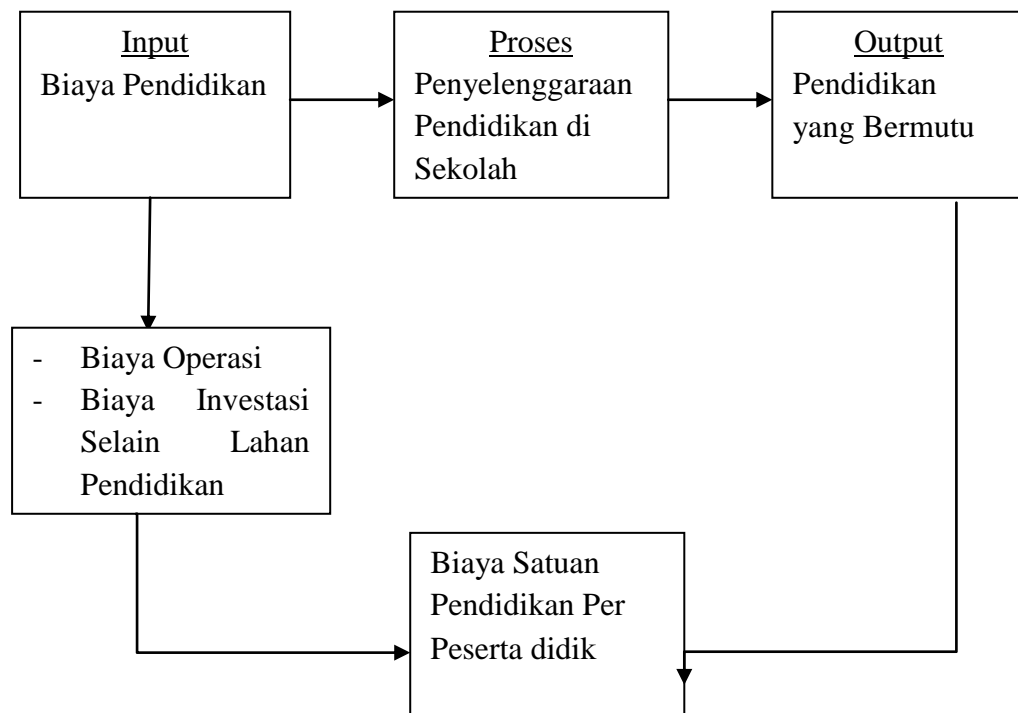 Input
Biaya Pendidikan
Proses
Penyelenggaraan
Pendidikan di
Sekolah
Output
Pendidikan
yang Bermutu
- Biaya Operasi
- Biaya Investasi
Selain Lahan
Pendidikan
Biaya Satuan
Pendidikan Per
Peserta didik